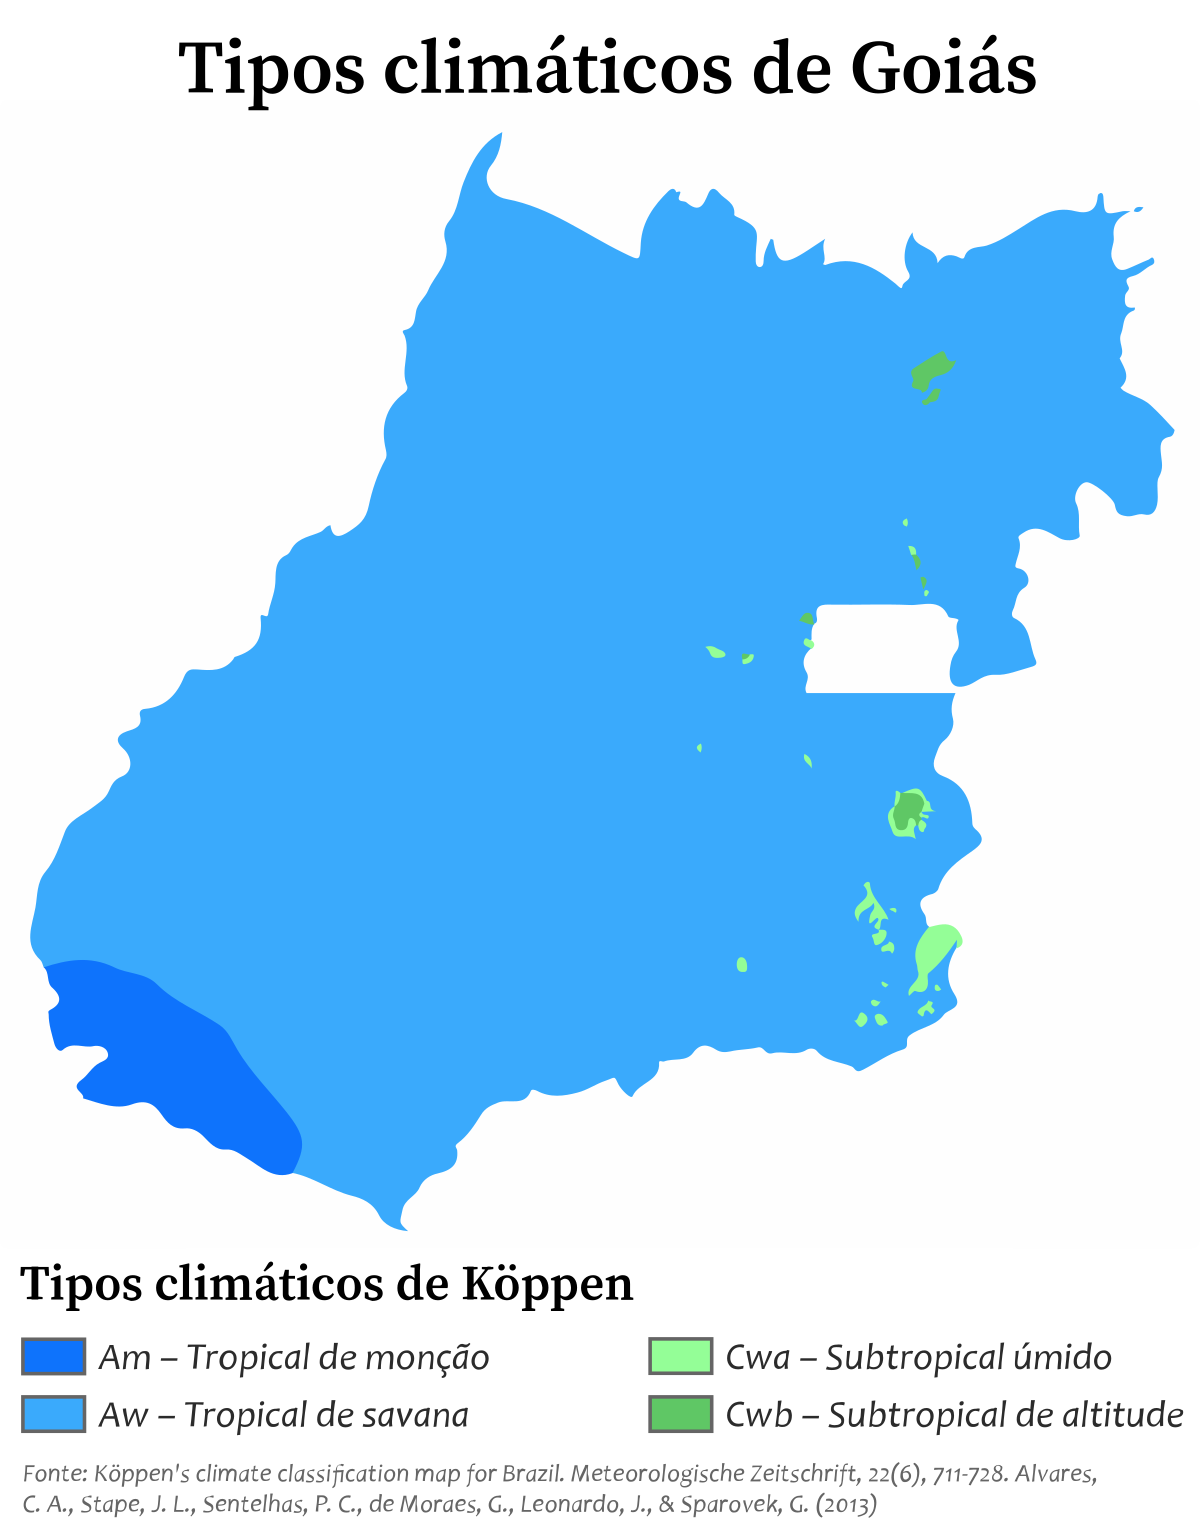 Tipos climáticos de Goiás
Tipos climáticos de Köppen
Am – Tropical de monção
Aw – Tropical de savana
Cwa – Subtropical úmido
Cwb – Subtropical de altitude
Fonte: Köppen's climate classification map for Brazil. Meteorologische Zeitschrift, 22(6), 711-728. Alvares,
C. A., Stape, J. L., Sentelhas, P. C., de Moraes, G., Leonardo, J., & Sparovek, G. (2013)